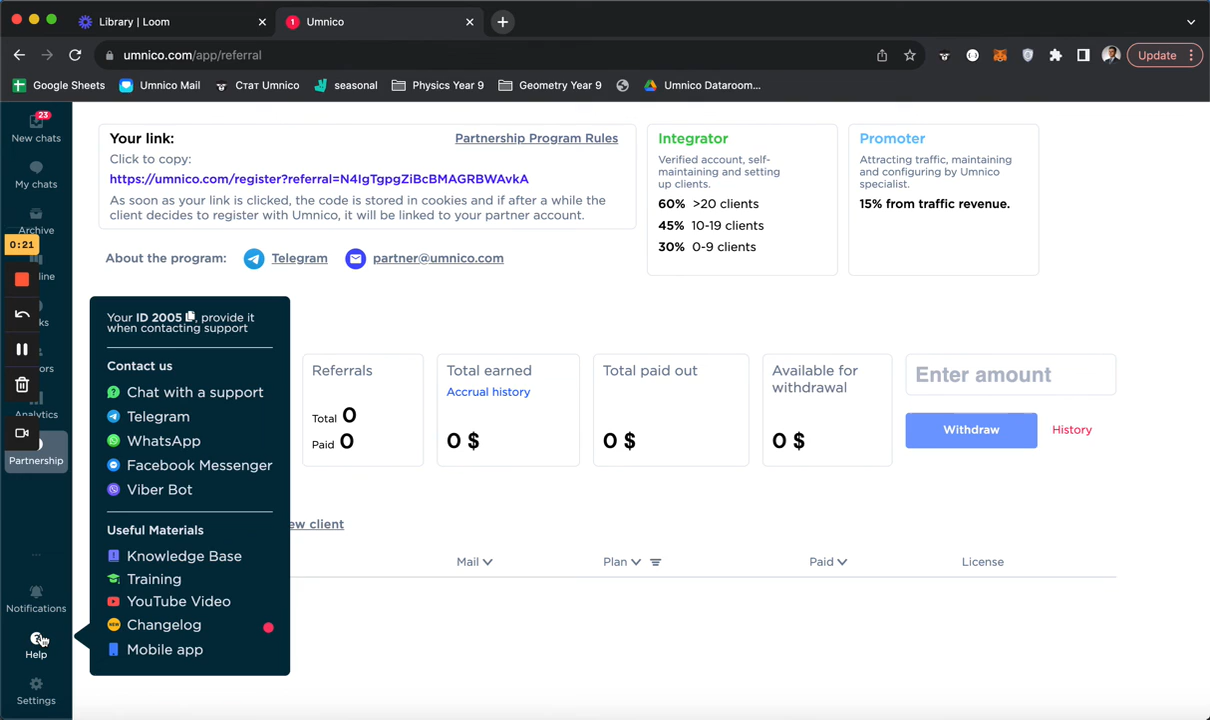 Library | Loom
1 Umnico
umnico.com/app/referral
Update
Google Sheets
Umnico Mail
Стат Umnico
seasonal
Physics Year 9
Geometry Year 9
Umnico Dataroom...
23
New chats
My chats
Archive
0:21
line
ks
ors
Analytics
Partnership
...
Notifications
Help
Settings
Your link:
Partnership Program Rules
Click to copy:
https://umnico.com/register?referral=N4IgTgpgZiBcBMAGRBWAvkA
As soon as your link is clicked, the code is stored in cookies and if after a while the
client decides to register with Umnico, it will be linked to your partner account.
About the program:
Telegram
partner@umnico.com
Integrator
Verified account, self-
maintaining and setting
up clients.
60% >20 clients
45% 10-19 clients
30% 0-9 clients
Promoter
Attracting traffic, maintaining
and configuring by Umnico
specialist.
15% from traffic revenue.
Your ID 2005, provide it
when contacting support
Contact us
Chat with a support
Telegram
WhatsApp
Facebook Messenger
Viber Bot
Useful Materials
Knowledge Base
Training
YouTube Video
NEW
Changelog
Mobile app
Referrals
Total 0
Paid 0
Total earned
Accrual history
0 $
Total paid out
0 $
Available for
withdrawal
0 $
Enter amount
Withdraw
History
ew client
Mail
Plan
Paid
License